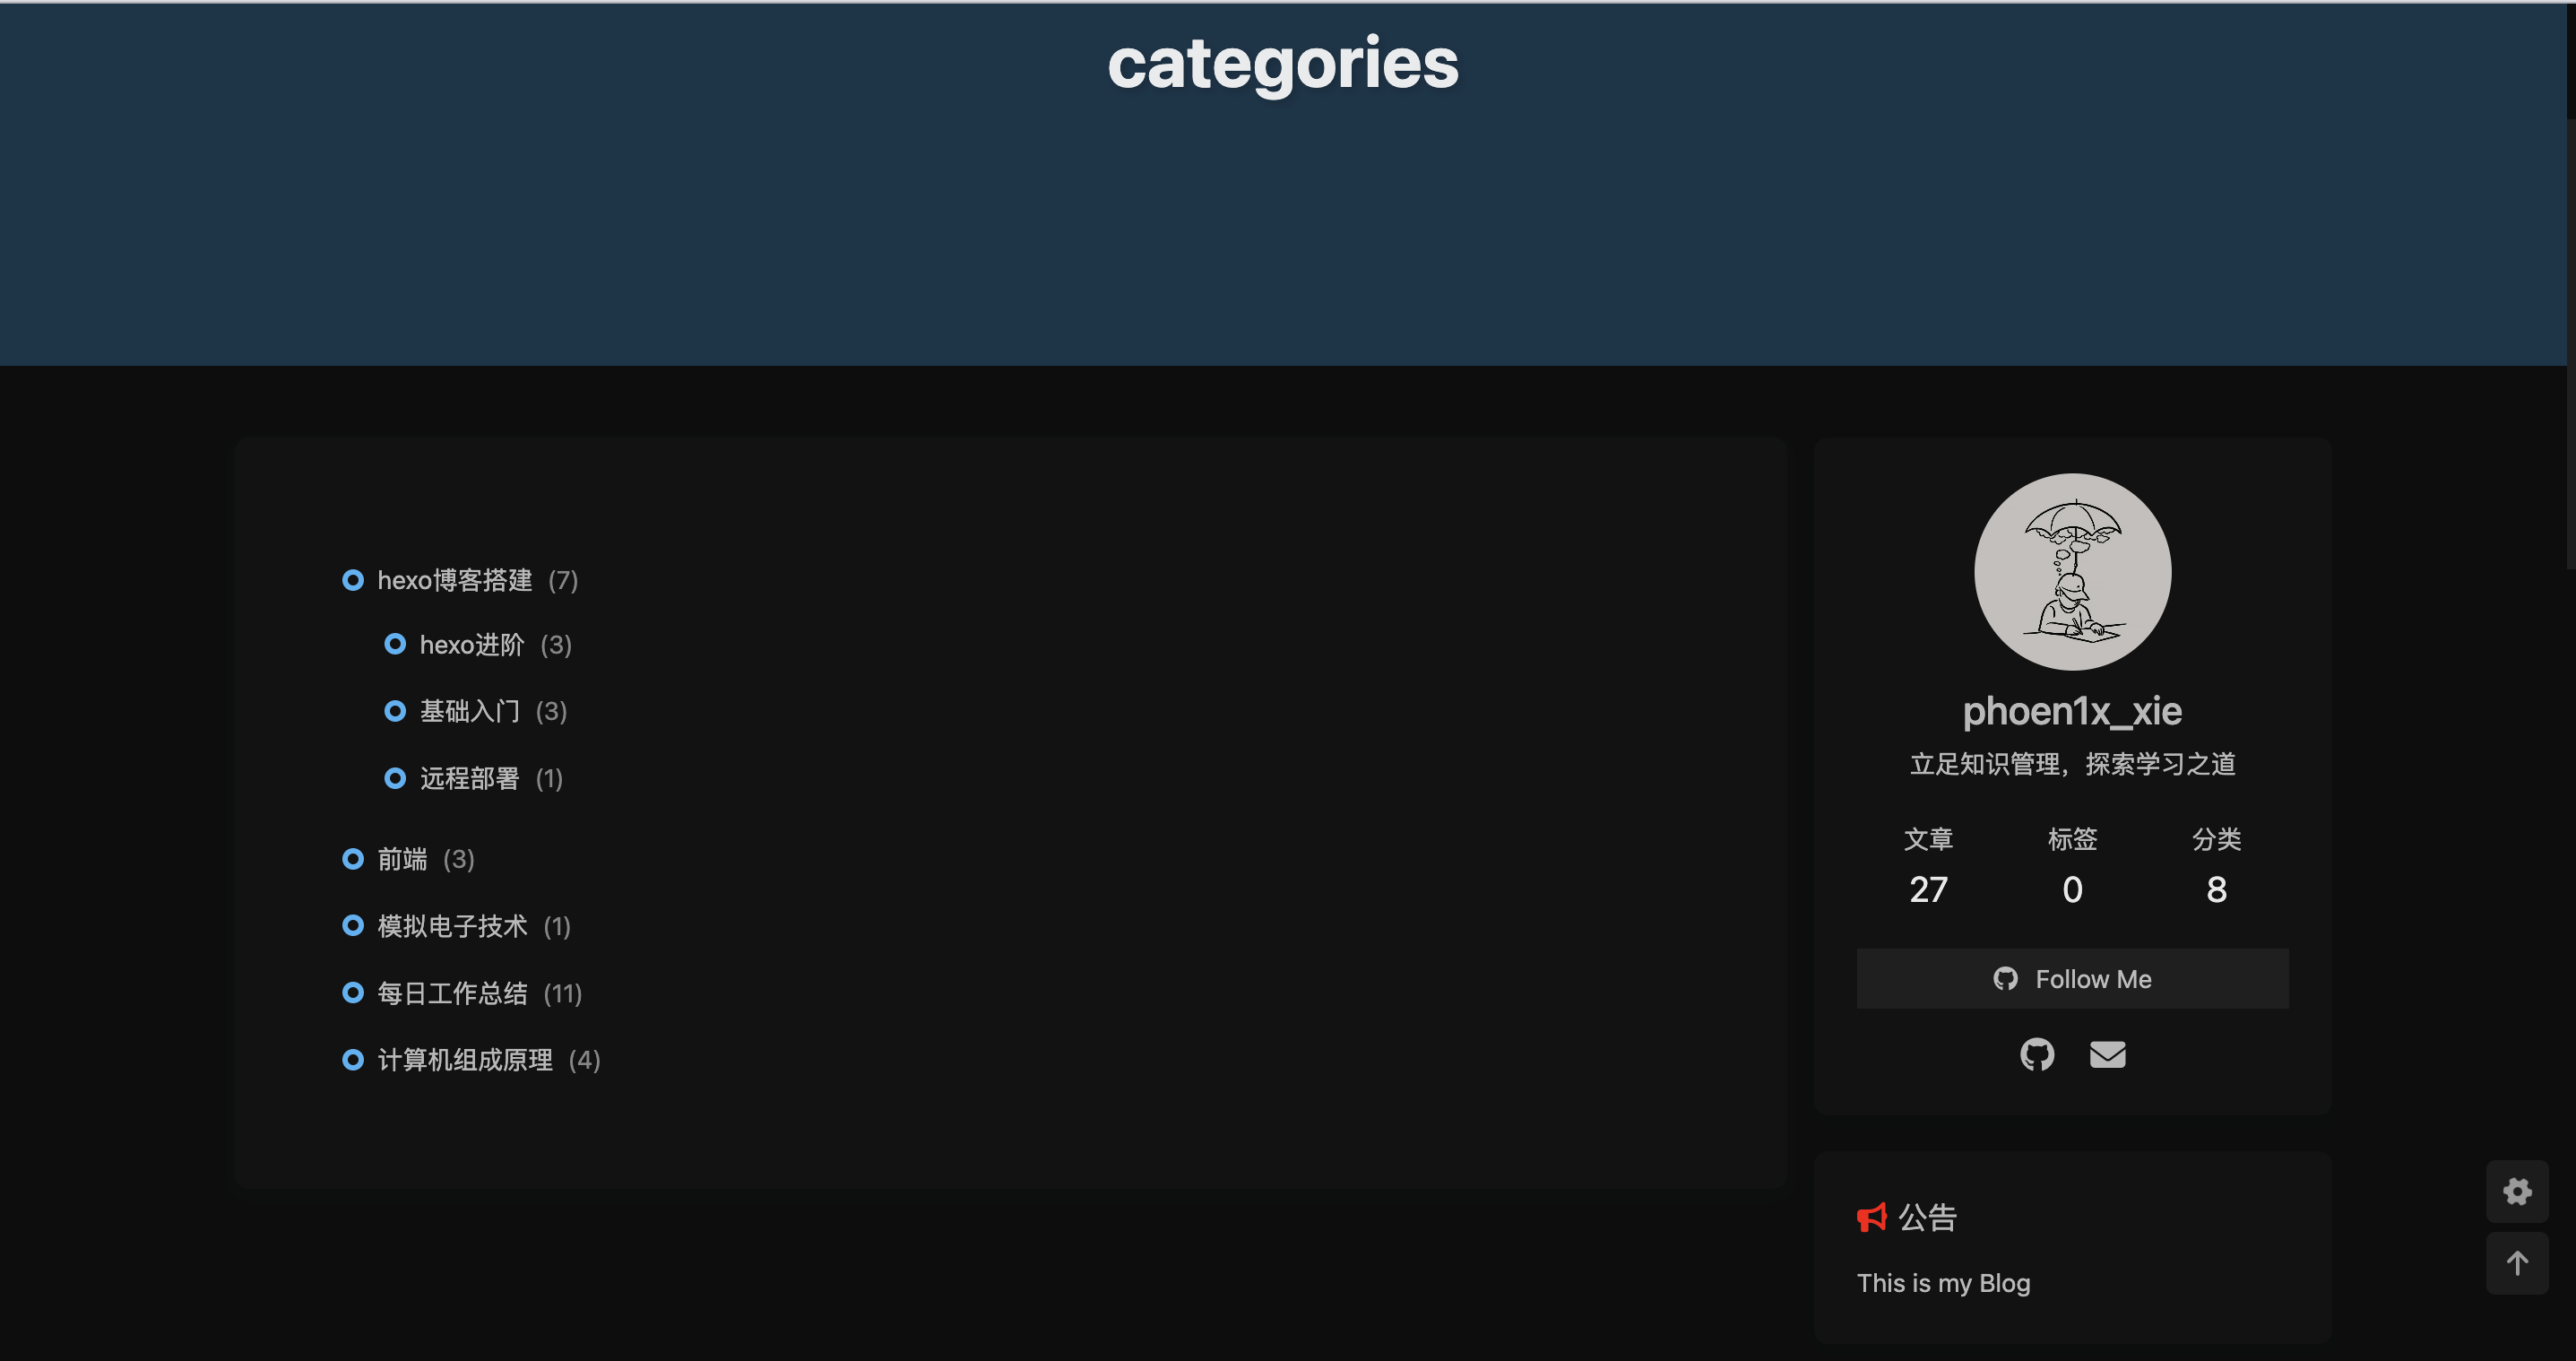 categories
hexo博客搭建 (7)
hexo进阶 (3)
基础入门 (3)
远程部署 (1)
前端 (3)
模拟电子技术 (1)
每日工作总结 (11)
计算机组成原理 (4)
phoen1x_xie
立足知识管理，探索学习之道
文章 标签 分类
27 0 8
Follow Me
公告
This is my Blog